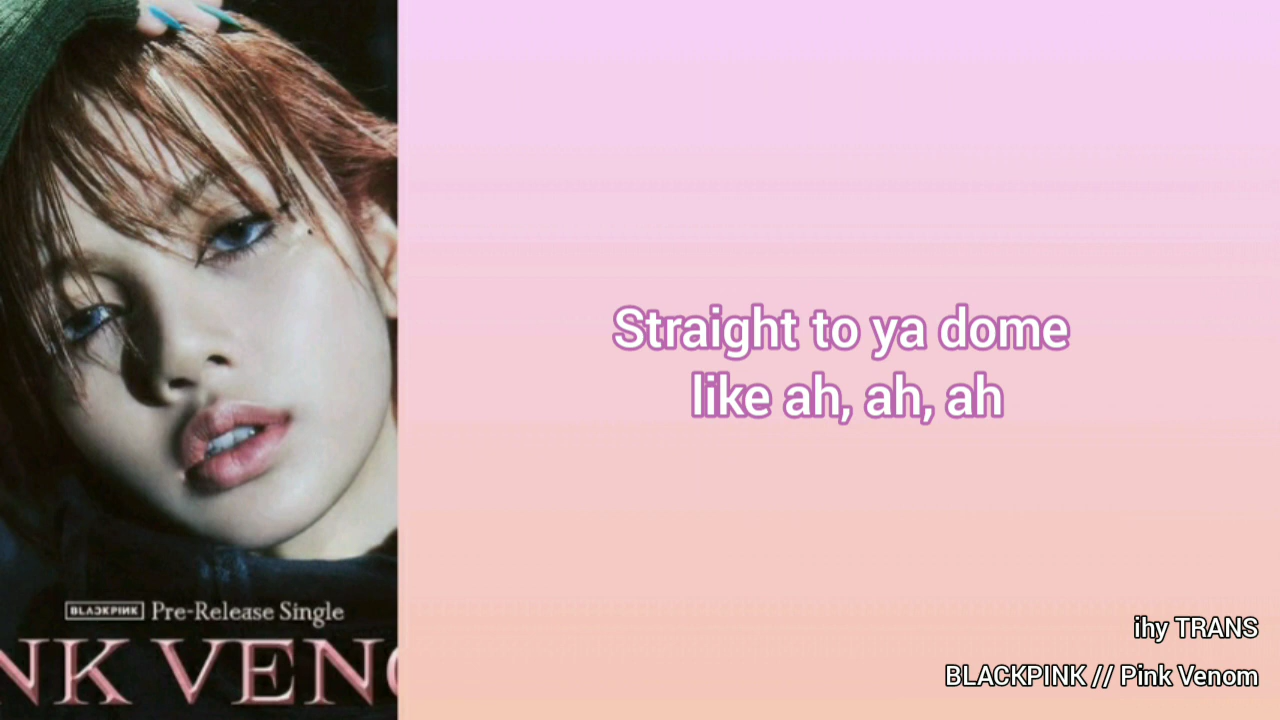 Straight to ya dome
like ah, ah, ah
BLACKPINK Pre-Release Single
NK VENO
ihy TRANS
BLACKPINK // Pink Venom